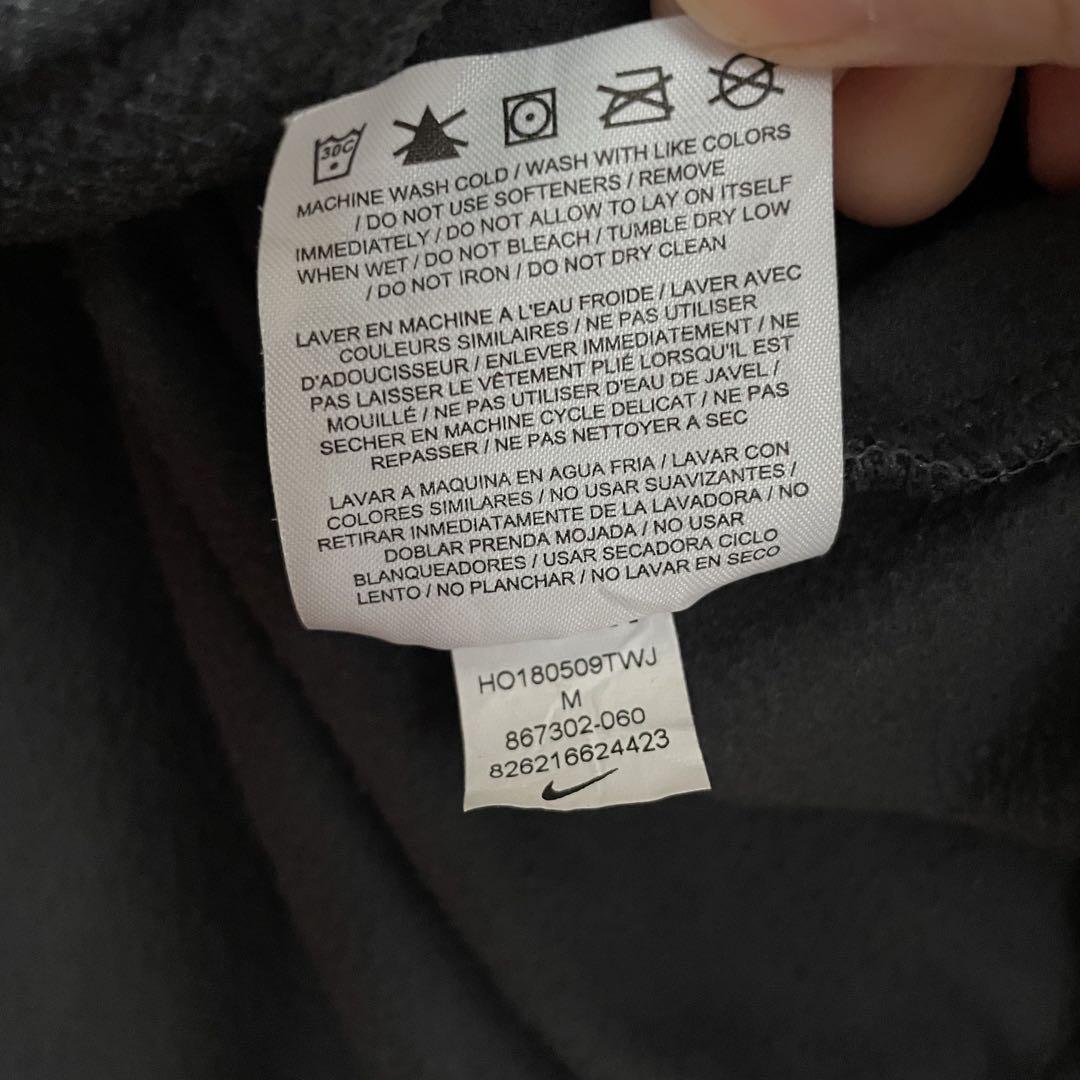 30C
MACHINE WASH COLD / WASH WITH LIKE COLORS
/ DO NOT USE SOFTENERS / REMOVE
IMMEDIATELY / DO NOT ALLOW TO LAY ON ITSELF
WHEN WET / DO NOT BLEACH / TUMBLE DRY LOW
/ DO NOT IRON / DO NOT DRY CLEAN
LAVER EN MACHINE A L'EAU FROIDE / LAVER AVEC
COULEURS SIMILAIRES / NE PAS UTILISER
D'ADOUCISSEUR / ENLEVER IMMEDIATEMENT / NE
PAS LAISSER LE VÊTEMENT PLIÉ LORSQU'IL EST
MOUILLÉ / NE PAS UTILISER D'EAU DE JAVEL /
SECHER EN MACHINE CYCLE DELICAT / NE PAS
REPASSER / NE PAS NETTOYER A SEC
LAVAR A MAQUINA EN AGUA FRIA / LAVAR CON
COLORES SIMILARES / NO USAR SUAVIZANTES /
RETIRAR INMEDIATAMENTE DE LA LAVADORA / NO
DOBLAR PRENDA MOJADA / NO USAR
BLANQUEADORES / USAR SECADORA CICLO
LENTO / NO PLANCHAR / NO LAVAR EN SECO
HO180509TWJ
M
867302-060
826216624423